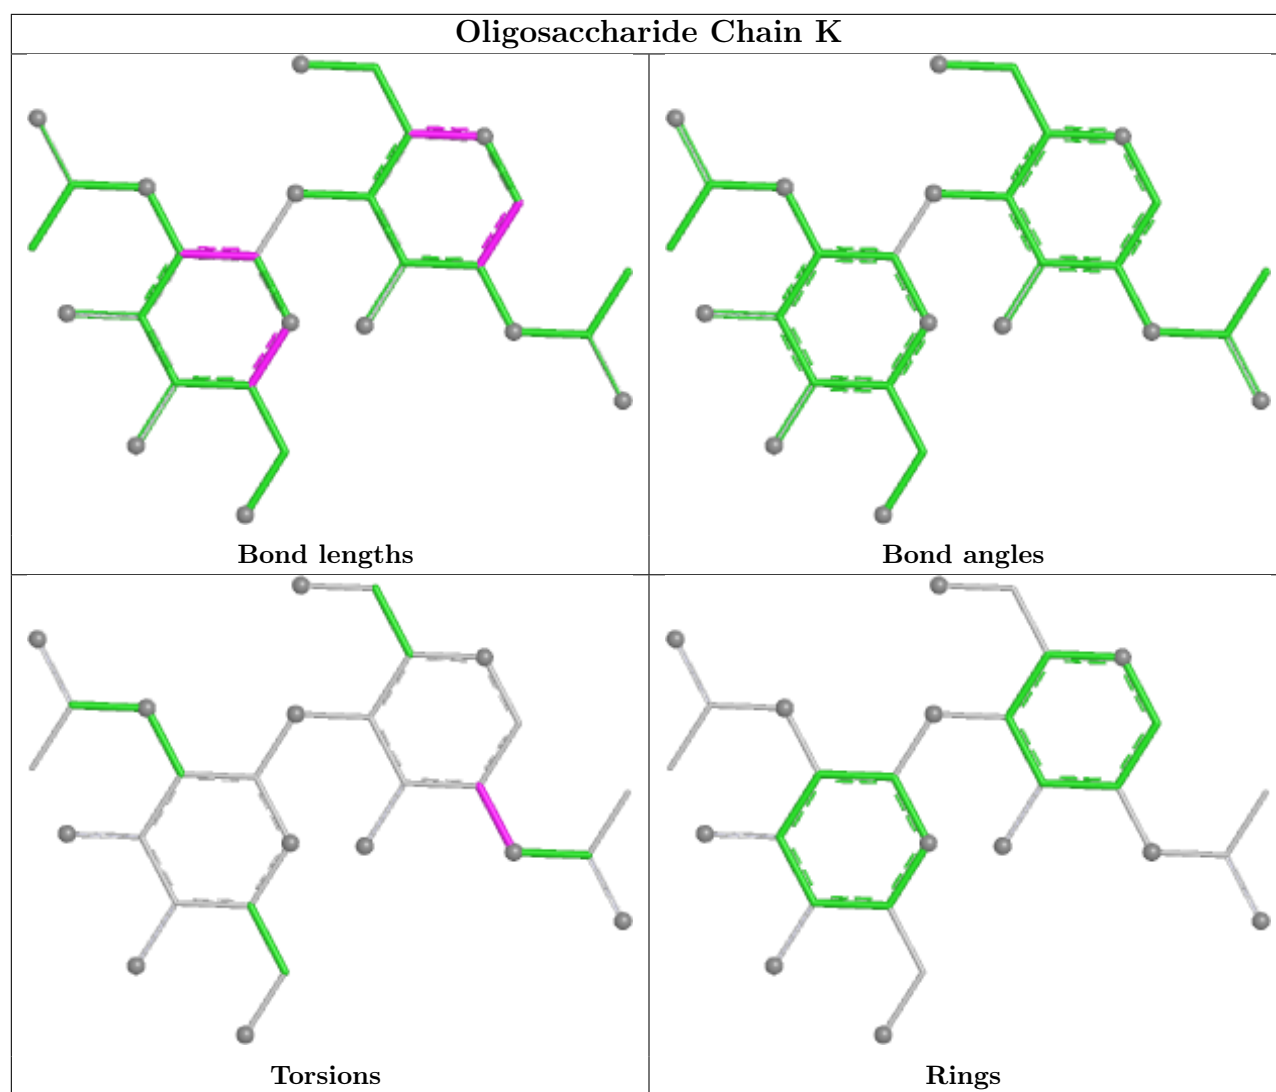 Oligosaccharide Chain K
Bond lengths
Bond angles
Torsions
Rings